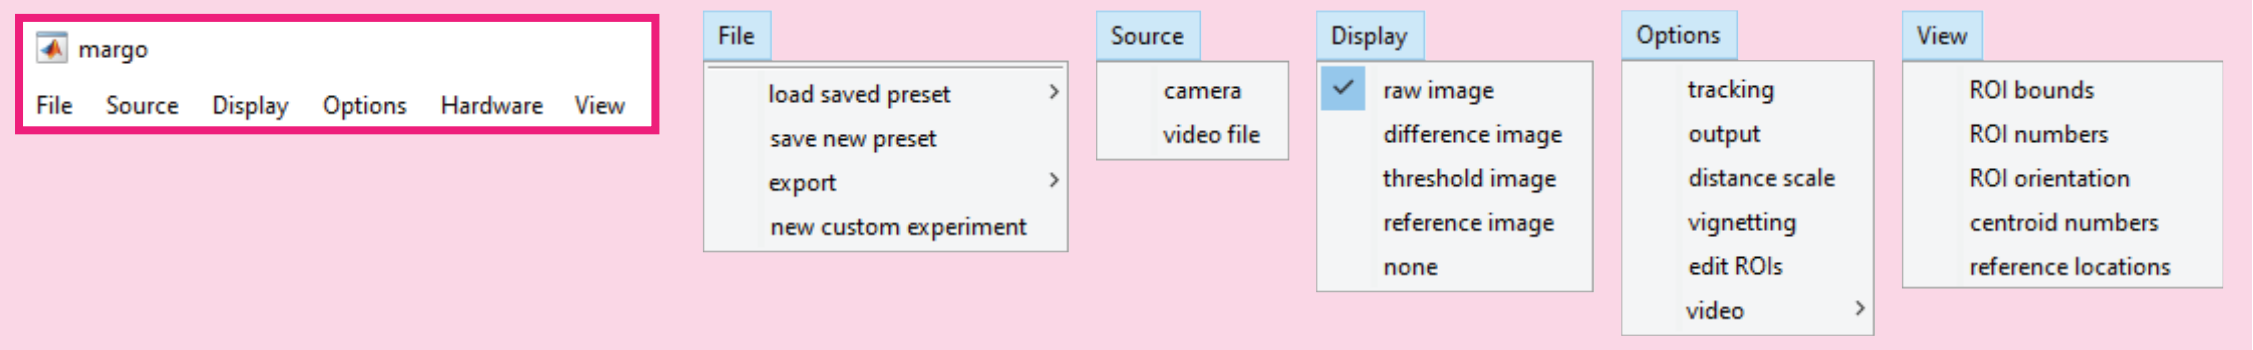 margo
File Source Display Options Hardware View
File
load saved preset
save new preset
export
new custom experiment
Source
camera
video file
Display
raw image
difference image
threshold image
reference image
none
Options
tracking
output
distance scale
vignetting
edit ROIs
video
View
ROI bounds
ROI numbers
ROI orientation
centroid numbers
reference locations